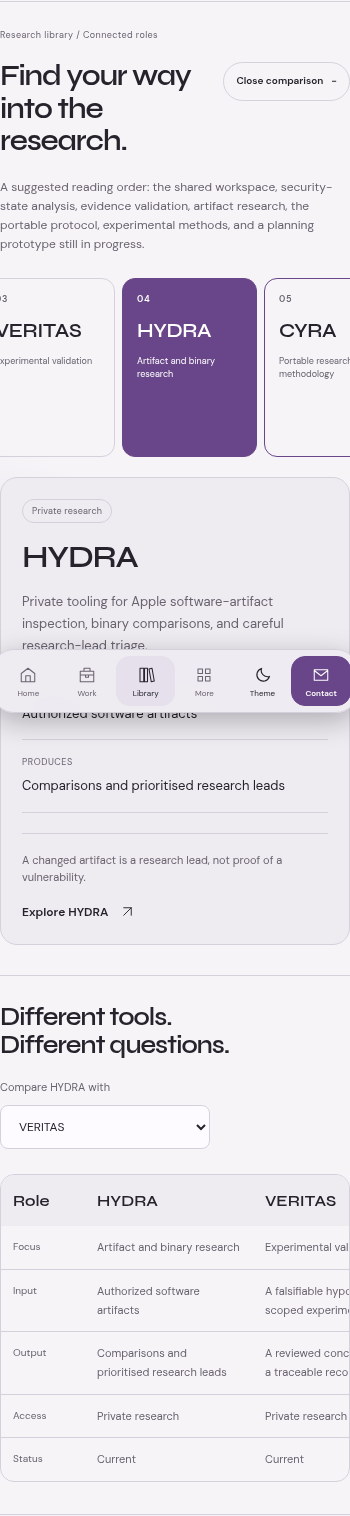 Research library / Connected roles
Find your way
into the
research.
Close comparison −
A suggested reading order: the shared workspace, security-
state analysis, evidence validation, artifact research, the
portable protocol, experimental methods, and a planning
prototype still in progress.
VERITAS
validation
04
HYDRA
Artifact and binary
research
05
CYRA
Portable
methodology
Private research
HYDRA
Private tooling for Apple software-artifact
inspection, binary comparisons, and careful
research-lead triage.
Home
Work
Library
More
Theme
Contact
Authorized software artifacts
PRODUCES
Comparisons and prioritised research leads
A changed artifact is a research lead, not proof of a
vulnerability.
Explore HYDRA
Different tools.
Different questions.
Compare HYDRA with
VERITAS
Role HYDRA VERITAS
Focus Artifact and binary research Experimental
Input Authorized software
artifacts
A falsifiable
scoped
Output Comparisons and
prioritised research leads
A reviewed
a traceable
Access Private research Private research
Status Current Current